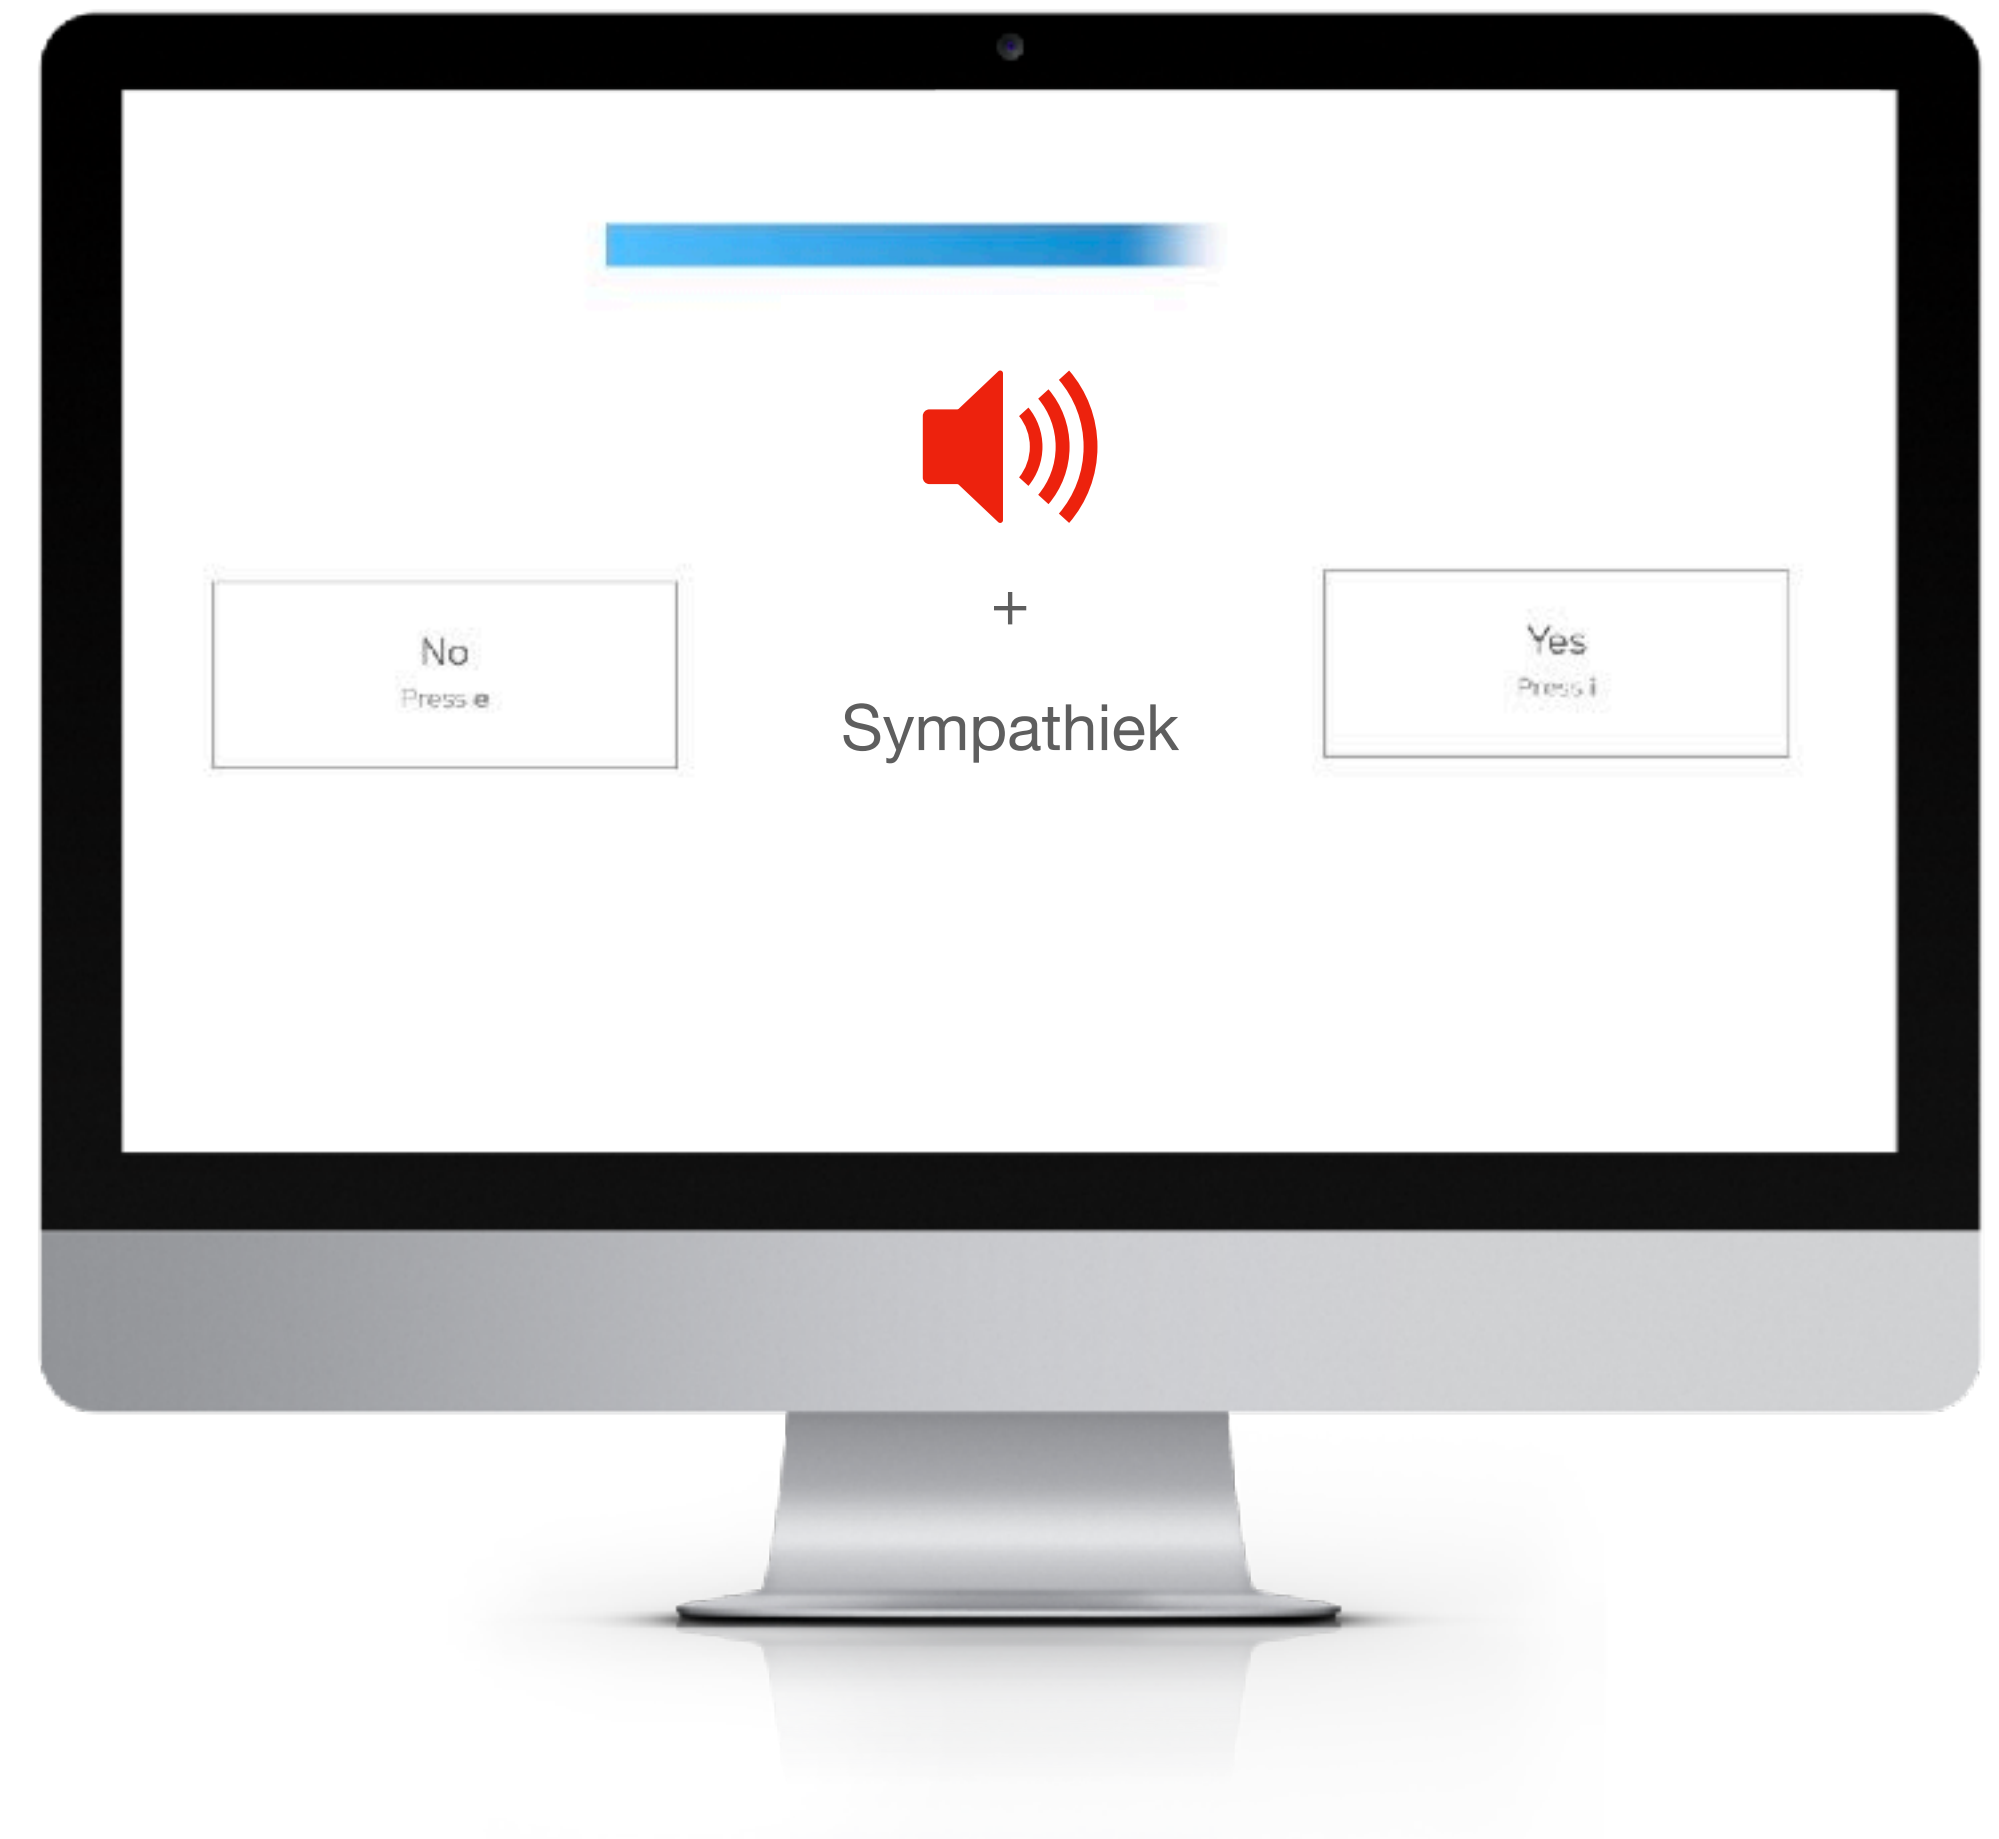 No
Press e
+
Sympathiek
Yes
Press i